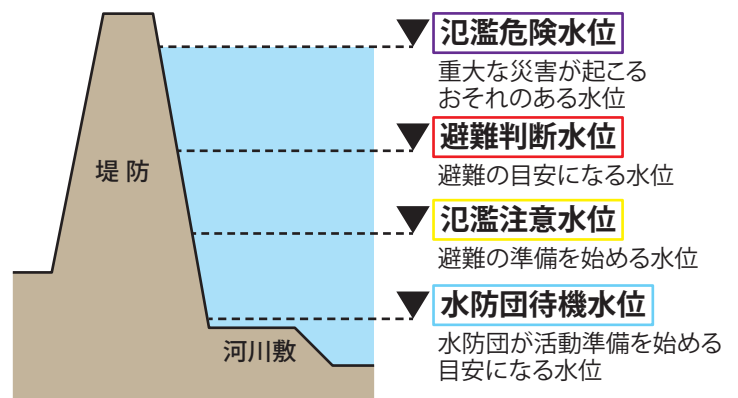 氾濫危険水位
重大な災害が起こる
おそれのある水位
避難判断水位
避難の目安になる水位
氾濫注意水位
避難の準備を始める水位
水防団待機水位
水防団が活動準備を始める
目安になる水位
堤防
河川敷